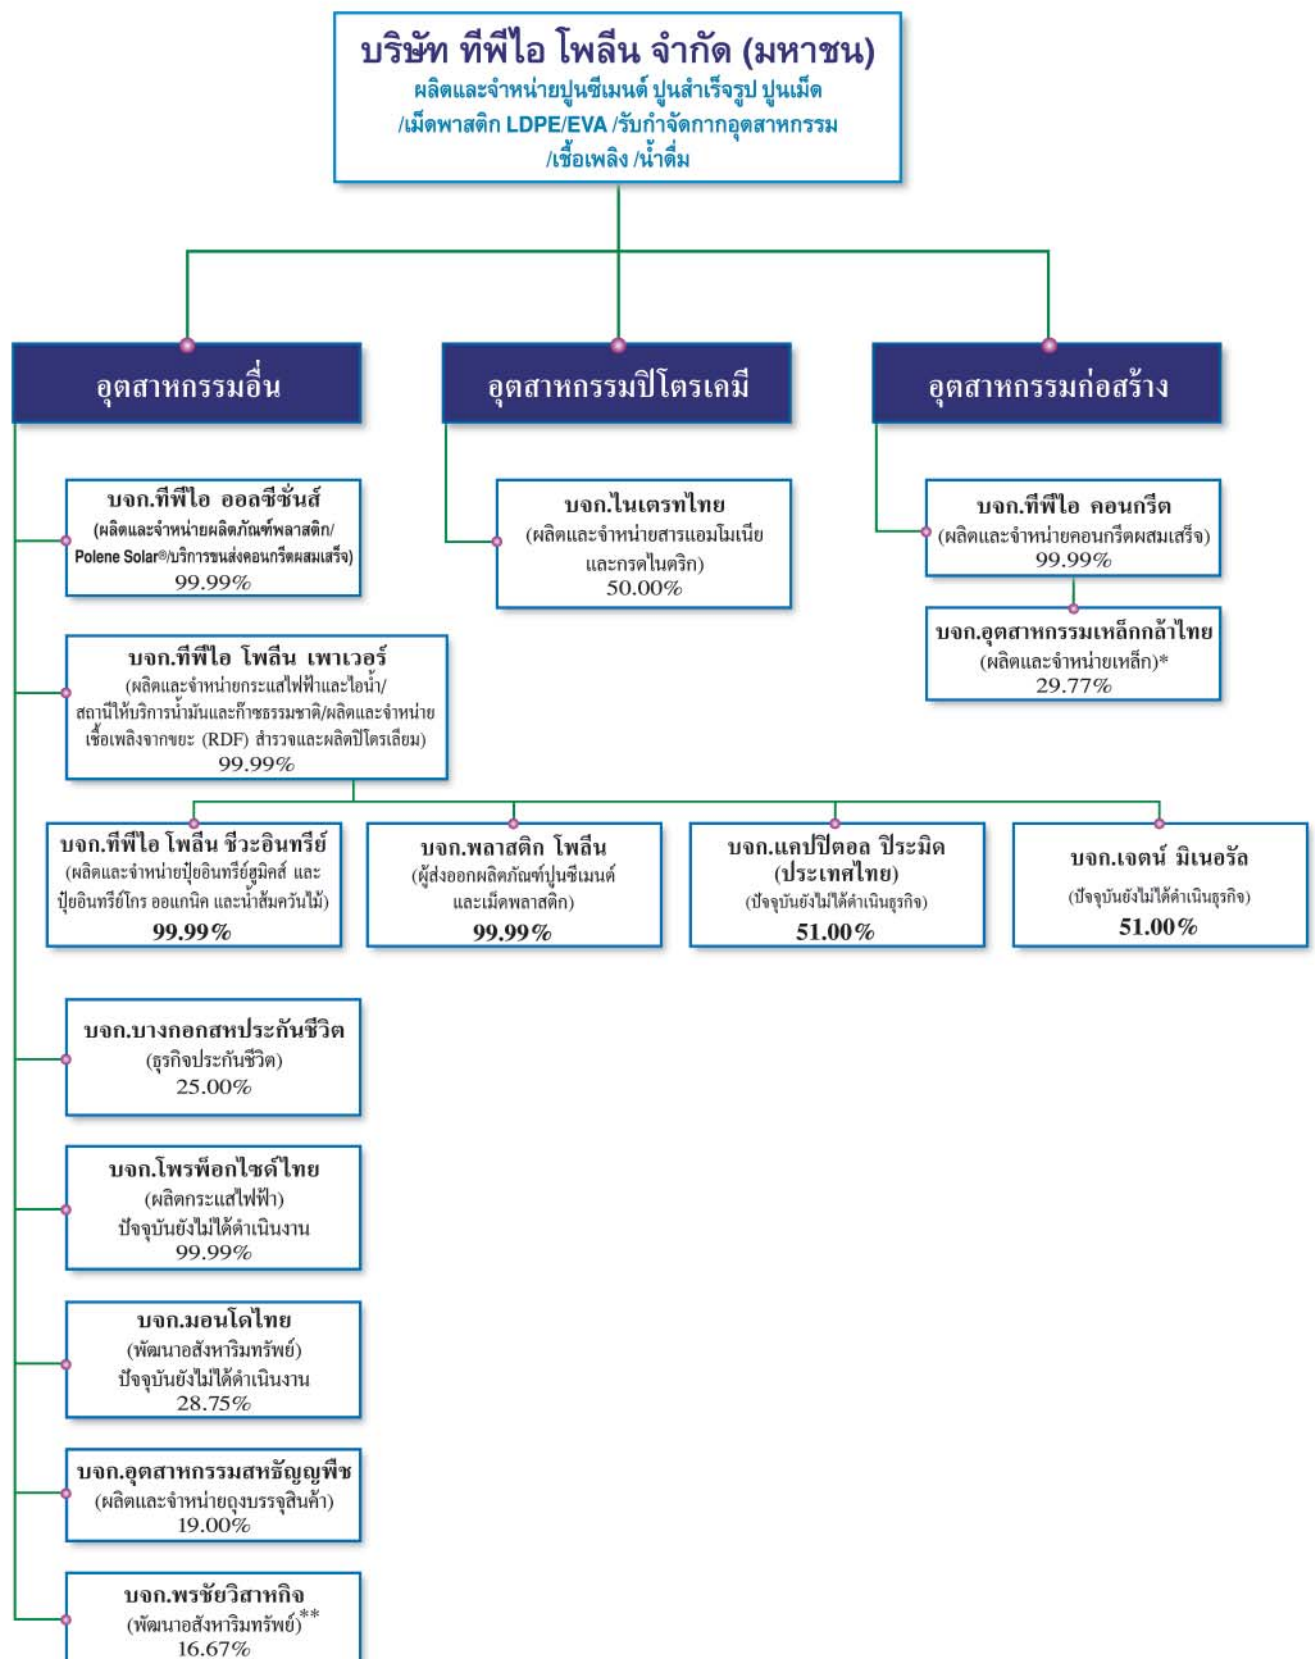 บริษัท ทีพีไอ โพลีน จำกัด (มหาชน)
ผลิตและจำหน่ายปูนซีเมนต์ ปูนสำเร็จรูป ปูนเม็ด
/เม็ดพาสติก LDPE/EVA /รับกำจัดกากอุตสาหกรรม
/เชื้อเพลิง /น้ำดื่ม
อุตสาหกรรมอื่น
อุตสาหกรรมปิโตรเคมี
อุตสาหกรรมก่อสร้าง
บจก.ทีพีไอ ออลซีซั่นส์
(ผลิตและจำหน่ายผลิตภัณฑ์พลาสติก/
Polene Solar®/บริการขนส่งคอนกรีตผสมเสร็จ)
99.99%
บจก.ไนเตรทไทย
(ผลิตและจำหน่ายสารแอมโมเนีย
และกรดไนตริก)
50.00%
บจก.ทีพีไอ คอนกรีต
(ผลิตและจำหน่ายคอนกรีตผสมเสร็จ)
99.99%
บจก.อุตสาหกรรมเหล็กกล้าไทย
(ผลิตและจำหน่ายเหล็ก)*
29.77%
บจก.ทีพีไอ โพลีน เพาเวอร์
(ผลิตและจำหน่ายกระแสไฟฟ้าและไอน้ำ/
สถานีให้บริการน้ำมันและก๊าซธรรมชาติ/ผลิตและจำหน่าย
เชื้อเพลิงจากขยะ (RDF) สำรวจและผลิตปิโตรเลียม)
99.99%
บจก.ทีพีไอ โพลีน ชีวะอินทรีย์
(ผลิตและจำหน่ายปุ๋ยอินทรีย์ฮูมิคส์ และ
ปุ๋ยอินทรีย์โกร ออแกนิค และน้ำส้มควันไม้)
99.99%
บจก.พลาสติก โพลีน
(ผู้ส่งออกผลิตภัณฑ์ปูนซีเมนต์
และเม็ดพลาสติก)
99.99%
บจก.แคปปิตอล ปิระมิด
(ประเทศไทย)
(ปัจจุบันยังไม่ได้ดำเนินธุรกิจ)
51.00%
บจก.เจตน์ มิเนอรัล
(ปัจจุบันยังไม่ได้ดำเนินธุรกิจ)
51.00%
บจก.บางกอกสหประกันชีวิต
(ธุรกิจประกันชีวิต)
25.00%
บจก.โพรพ็อกไซด์ไทย
(ผลิตกระแสไฟฟ้า)
ปัจจุบันยังไม่ได้ดำเนินงาน
99.99%
บจก.มอนโดไทย
(พัฒนาอสังหาริมทรัพย์)
ปัจจุบันยังไม่ได้ดำเนินงาน
28.75%
บจก.อุตสาหกรรมสหธัญญพืช
(ผลิตและจำหน่ายถุงบรรจุสินค้า)
19.00%
บจก.พรชัยวิสาหกิจ
(พัฒนาอสังหาริมทรัพย์)**
16.67%